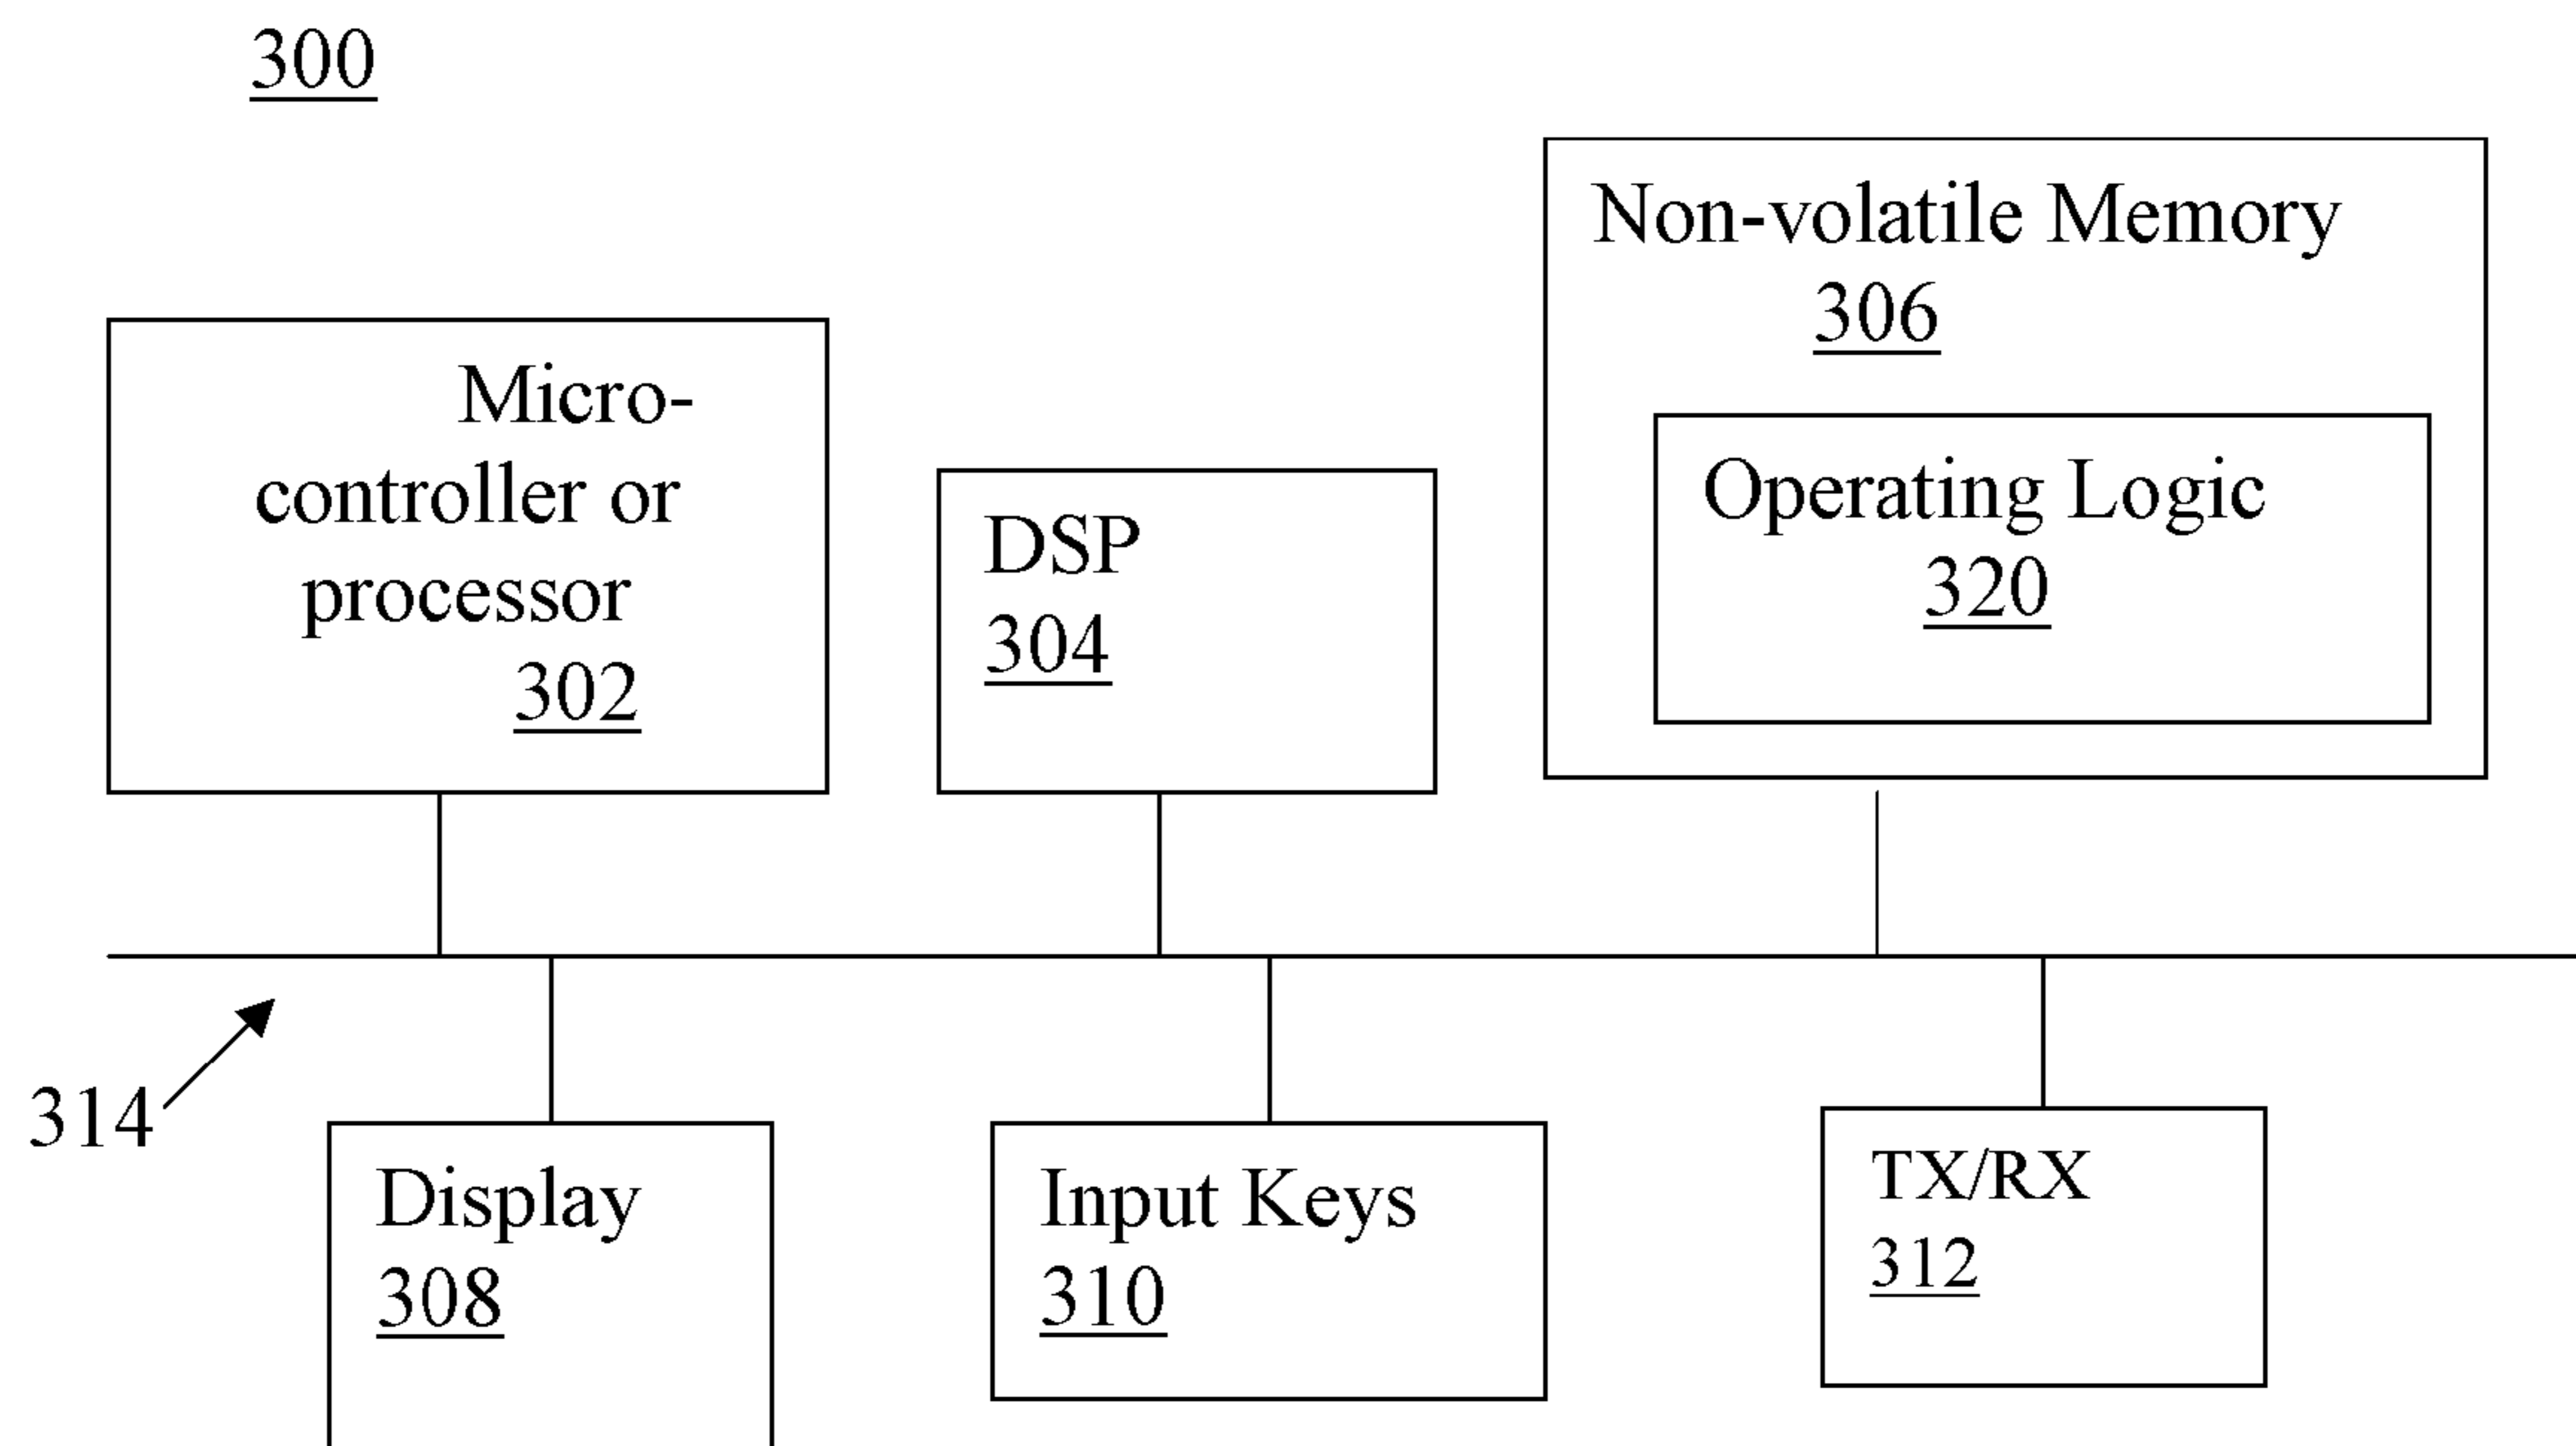 300
Micro-
controller or
processor
302
DSP
304
Non-volatile Memory
306
Operating Logic
320
314
Display
308
Input Keys
310
TX/RX
312